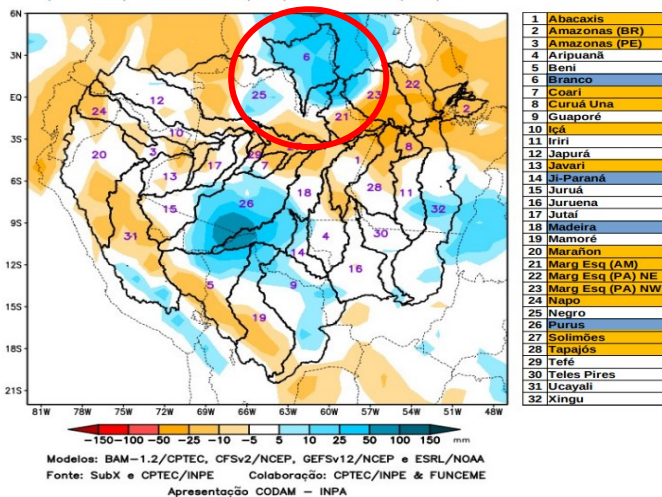 6N
3N
EQ
3S
6S
9S
12S
15S
18S
21S
81W 78W 75W 72W 69W 66W 63W 60W 57W 54W 51W 48W
6
25
12
23
22
2
24
21
10
8
20
3
17
29
7
1
13
28
11
18
15
26
32
31
30
4
14
16
5
9
19
1 Abacaxis
2 Amazonas (BR)
3 Amazonas (PE)
4 Aripuanã
5 Beni
6 Branco
7 Coari
8 Curuá Una
9 Guaporé
10 Içá
11 Iriri
12 Japurá
13 Javari
14 Ji-Paraná
15 Juruá
16 Juruena
17 Jutaí
18 Madeira
19 Mamoré
20 Marañon
21 Marg Esq (AM)
22 Marg Esq (PA) NE
23 Marg Esq (PA) NW
24 Napo
25 Negro
26 Purus
27 Solimões
28 Tapajós
29 Tefé
30 Teles Pires
31 Ucayali
32 Xingu
-150 -100 -50 -25 -10 -5 5 10 25 50 100 150 mm
Modelos: BAM-1.2/CPTEC, CFSv2/NCEP, GEFSv12/NCEP e ESRL/NOAA
Fonte: SubX e CPTEC/INPE Colaboração: CPTEC/INPE & FUNCEME
Apresentação CODAM - INPA